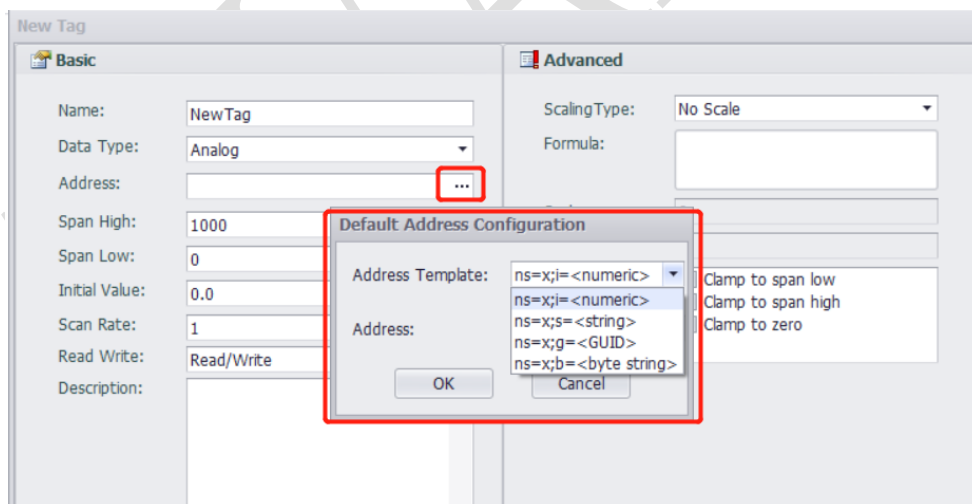 New Tag
Basic
Name:
NewTag
Data Type:
Analog
Address:
...
Span High:
1000
Span Low:
0
Initial Value:
0.0
Scan Rate:
1
Read Write:
Read/Write
Description:
Advanced
ScalingType:
No Scale
Formula:
Clamp to span low
Clamp to span high
Clamp to zero
Default Address Configuration
Address Template:
ns=x;i=<numeric>
ns=x;i=<numeric>
ns=x;s=<string>
ns=x;g=<GUID>
ns=x;b=<byte string>
Address:
OK
Cancel